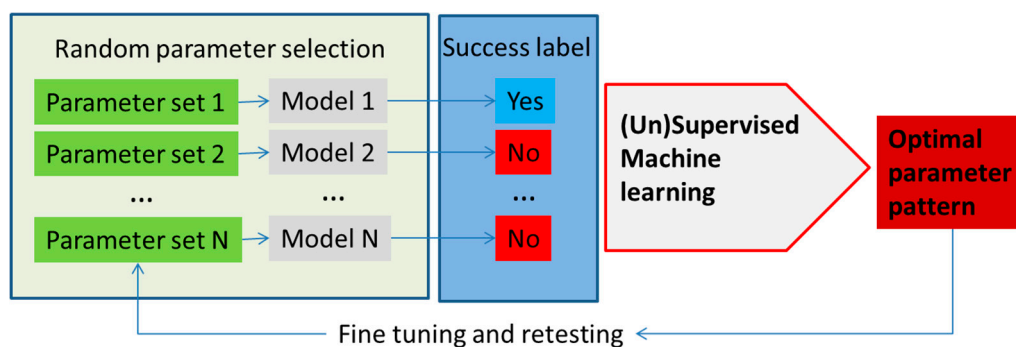 Random parameter selection
Success label
Parameter set 1
Model 1
Yes
Parameter set 2
Model 2
No
...
...
...
Parameter set N
Model N
No
(Un)Supervised
Machine
learning
Optimal
parameter
pattern
Fine tuning and retesting